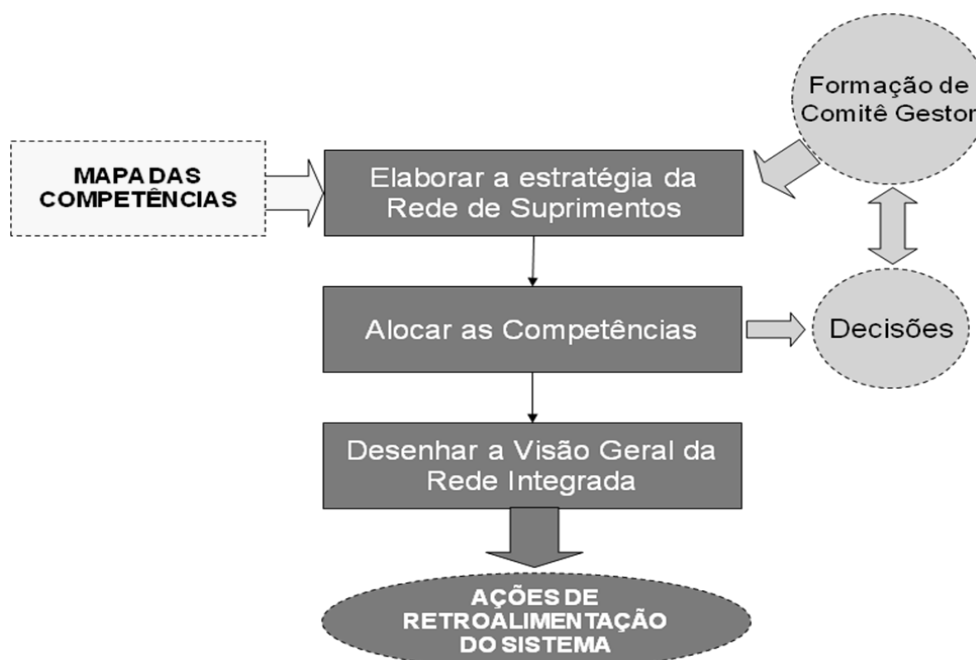 Formação de
Comitê Gestor
MAPA DAS
COMPETÊNCIAS
Elaborar a estratégia da
Rede de Suprimentos
Alocar as Competências
Decisões
Desenhar a Visão Geral da
Rede Integrada
AÇÕES DE
RETROALIMENTAÇÃO
DO SISTEMA